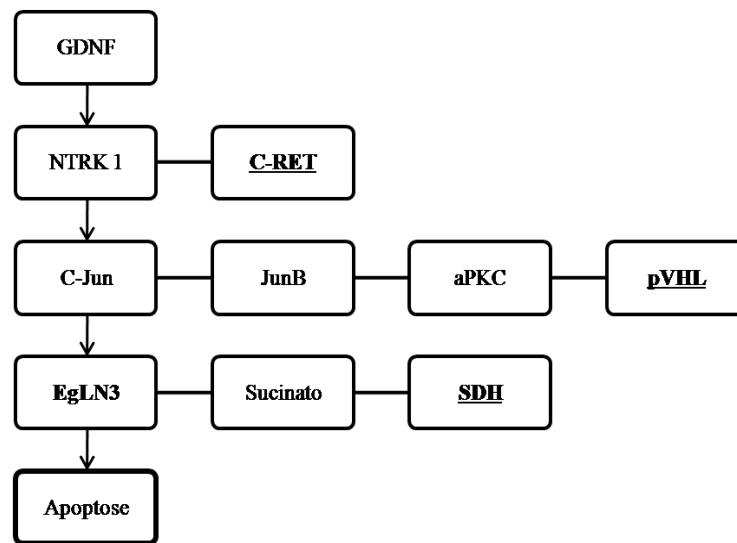 GDNF
NTRK 1
C-RET
C-Jun
JunB
aPKC
pVHL
EgLN3
Sucinato
SDH
Apoptose